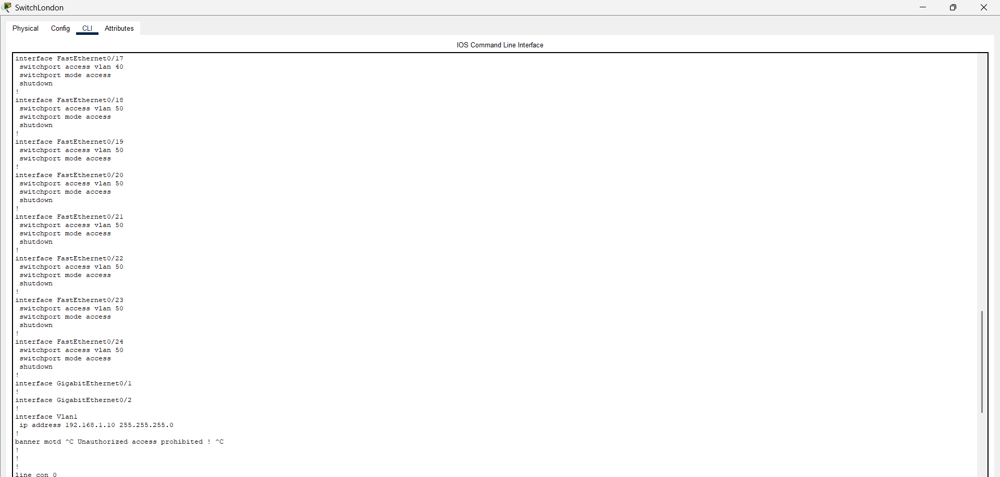 SwitchLondon
Physical Config CLI Attributes
IOS Command Line Interface
interface FastEthernet0/17
 switchport access vlan 40
 switchport mode access
 shutdown
!
interface FastEthernet0/18
 switchport access vlan 50
 switchport mode access
 shutdown
!
interface FastEthernet0/19
 switchport access vlan 50
 switchport mode access
!
interface FastEthernet0/20
 switchport access vlan 50
 switchport mode access
 shutdown
!
interface FastEthernet0/21
 switchport access vlan 50
 switchport mode access
 shutdown
!
interface FastEthernet0/22
 switchport access vlan 50
 switchport mode access
 shutdown
!
interface FastEthernet0/23
 switchport access vlan 50
 switchport mode access
 shutdown
!
interface FastEthernet0/24
 switchport access vlan 50
 switchport mode access
 shutdown
!
interface GigabitEthernet0/1
!
interface GigabitEthernet0/2
!
interface Vlan1
 ip address 192.168.1.10 255.255.255.0
!
banner motd ^C Unauthorized access prohibited ! ^C
!
!
!
line con 0